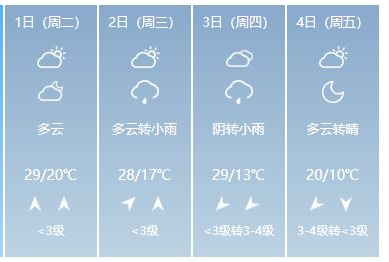 1日（周二）
多云
29/20℃
<3级
2日（周三）
多云转小雨
28/17℃
<3级
3日（周四）
阴转小雨
29/13℃
<3级转3-4级
4日（周五）
多云转晴
20/10℃
3-4级转<3级